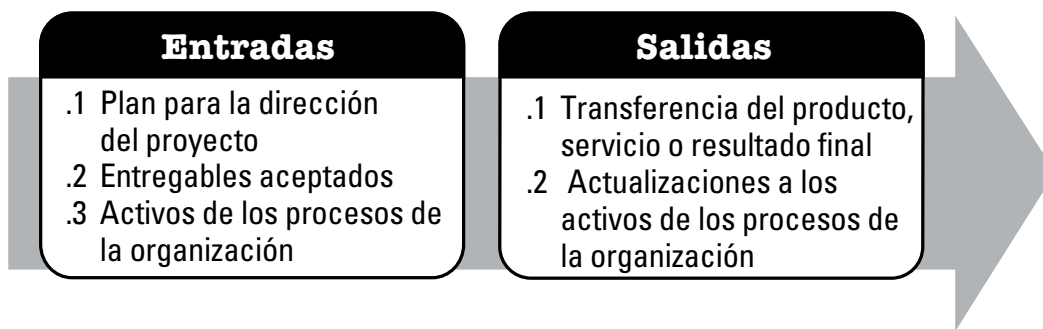 Entradas
.1 Plan para la dirección
del proyecto
.2 Entregables aceptados
.3 Activos de los procesos de
la organización
Salidas
.1 Transferencia del producto,
servicio o resultado final
.2 Actualizaciones a los
activos de los procesos de
la organización